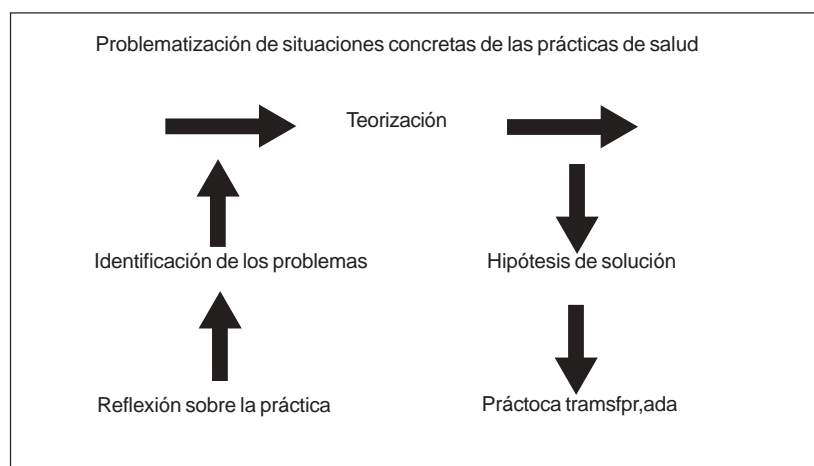 Problematización de situaciones concretas de las prácticas de salud
Teorización
Identificación de los problemas
Hipótesis de solución
Reflexión sobre la práctica
Práctoca tramsfpr,ada